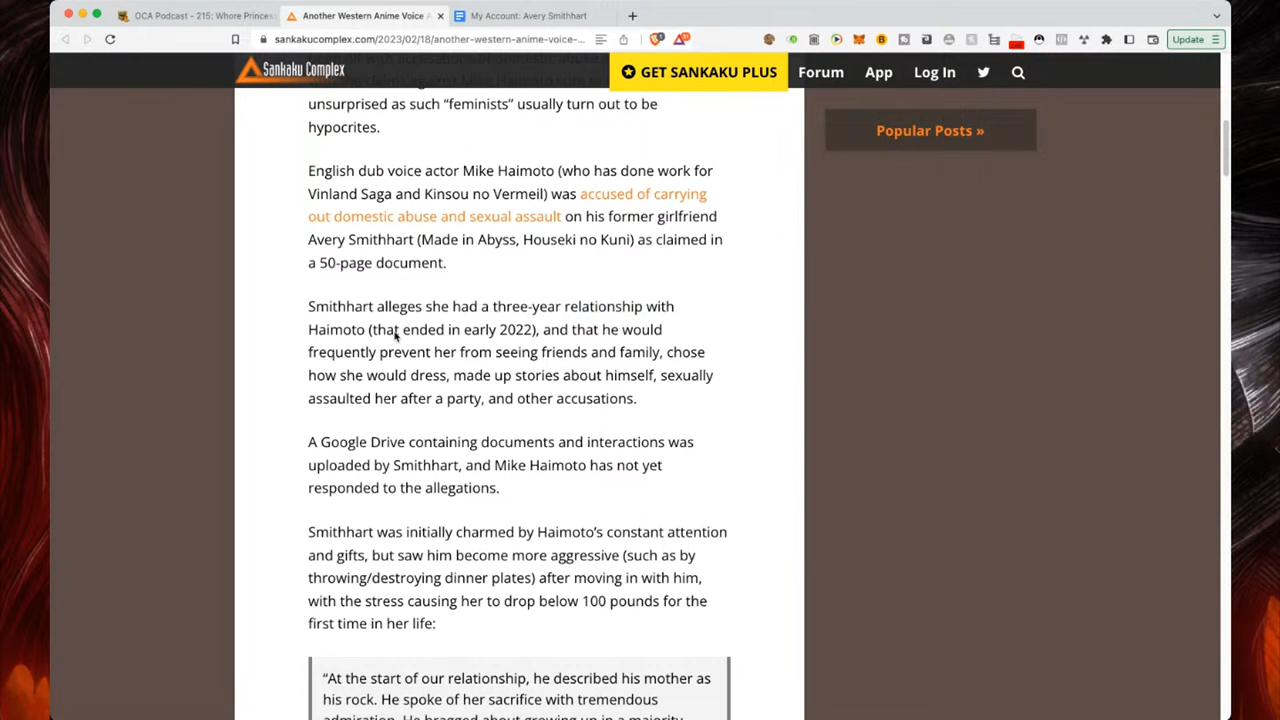 OCA Podcast - 215: Whore Princes
Another Western Anime Voice A
My Account: Avery Smithhart
sankakucomplex.com/2023/02/18/another-western-anime-voice-...
Update
Sankaku Complex
GET SANKAKU PLUS
Forum
App
Log In
unsurprised as such “feminists” usually turn out to be
hypocrites.
Popular Posts »
English dub voice actor Mike Haimoto (who has done work for
Vinland Saga and Kinsou no Vermeil) was accused of carrying
out domestic abuse and sexual assault on his former girlfriend
Avery Smithhart (Made in Abyss, Houseki no Kuni) as claimed in
a 50-page document.
Smithhart alleges she had a three-year relationship with
Haimoto (that ended in early 2022), and that he would
frequently prevent her from seeing friends and family, chose
how she would dress, made up stories about himself, sexually
assaulted her after a party, and other accusations.
A Google Drive containing documents and interactions was
uploaded by Smithhart, and Mike Haimoto has not yet
responded to the allegations.
Smithhart was initially charmed by Haimoto’s constant attention
and gifts, but saw him become more aggressive (such as by
throwing/destroying dinner plates) after moving in with him,
with the stress causing her to drop below 100 pounds for the
first time in her life:
“At the start of our relationship, he described his mother as
his rock. He spoke of her sacrifice with tremendous
admiration. He bragged about growing up in a majority